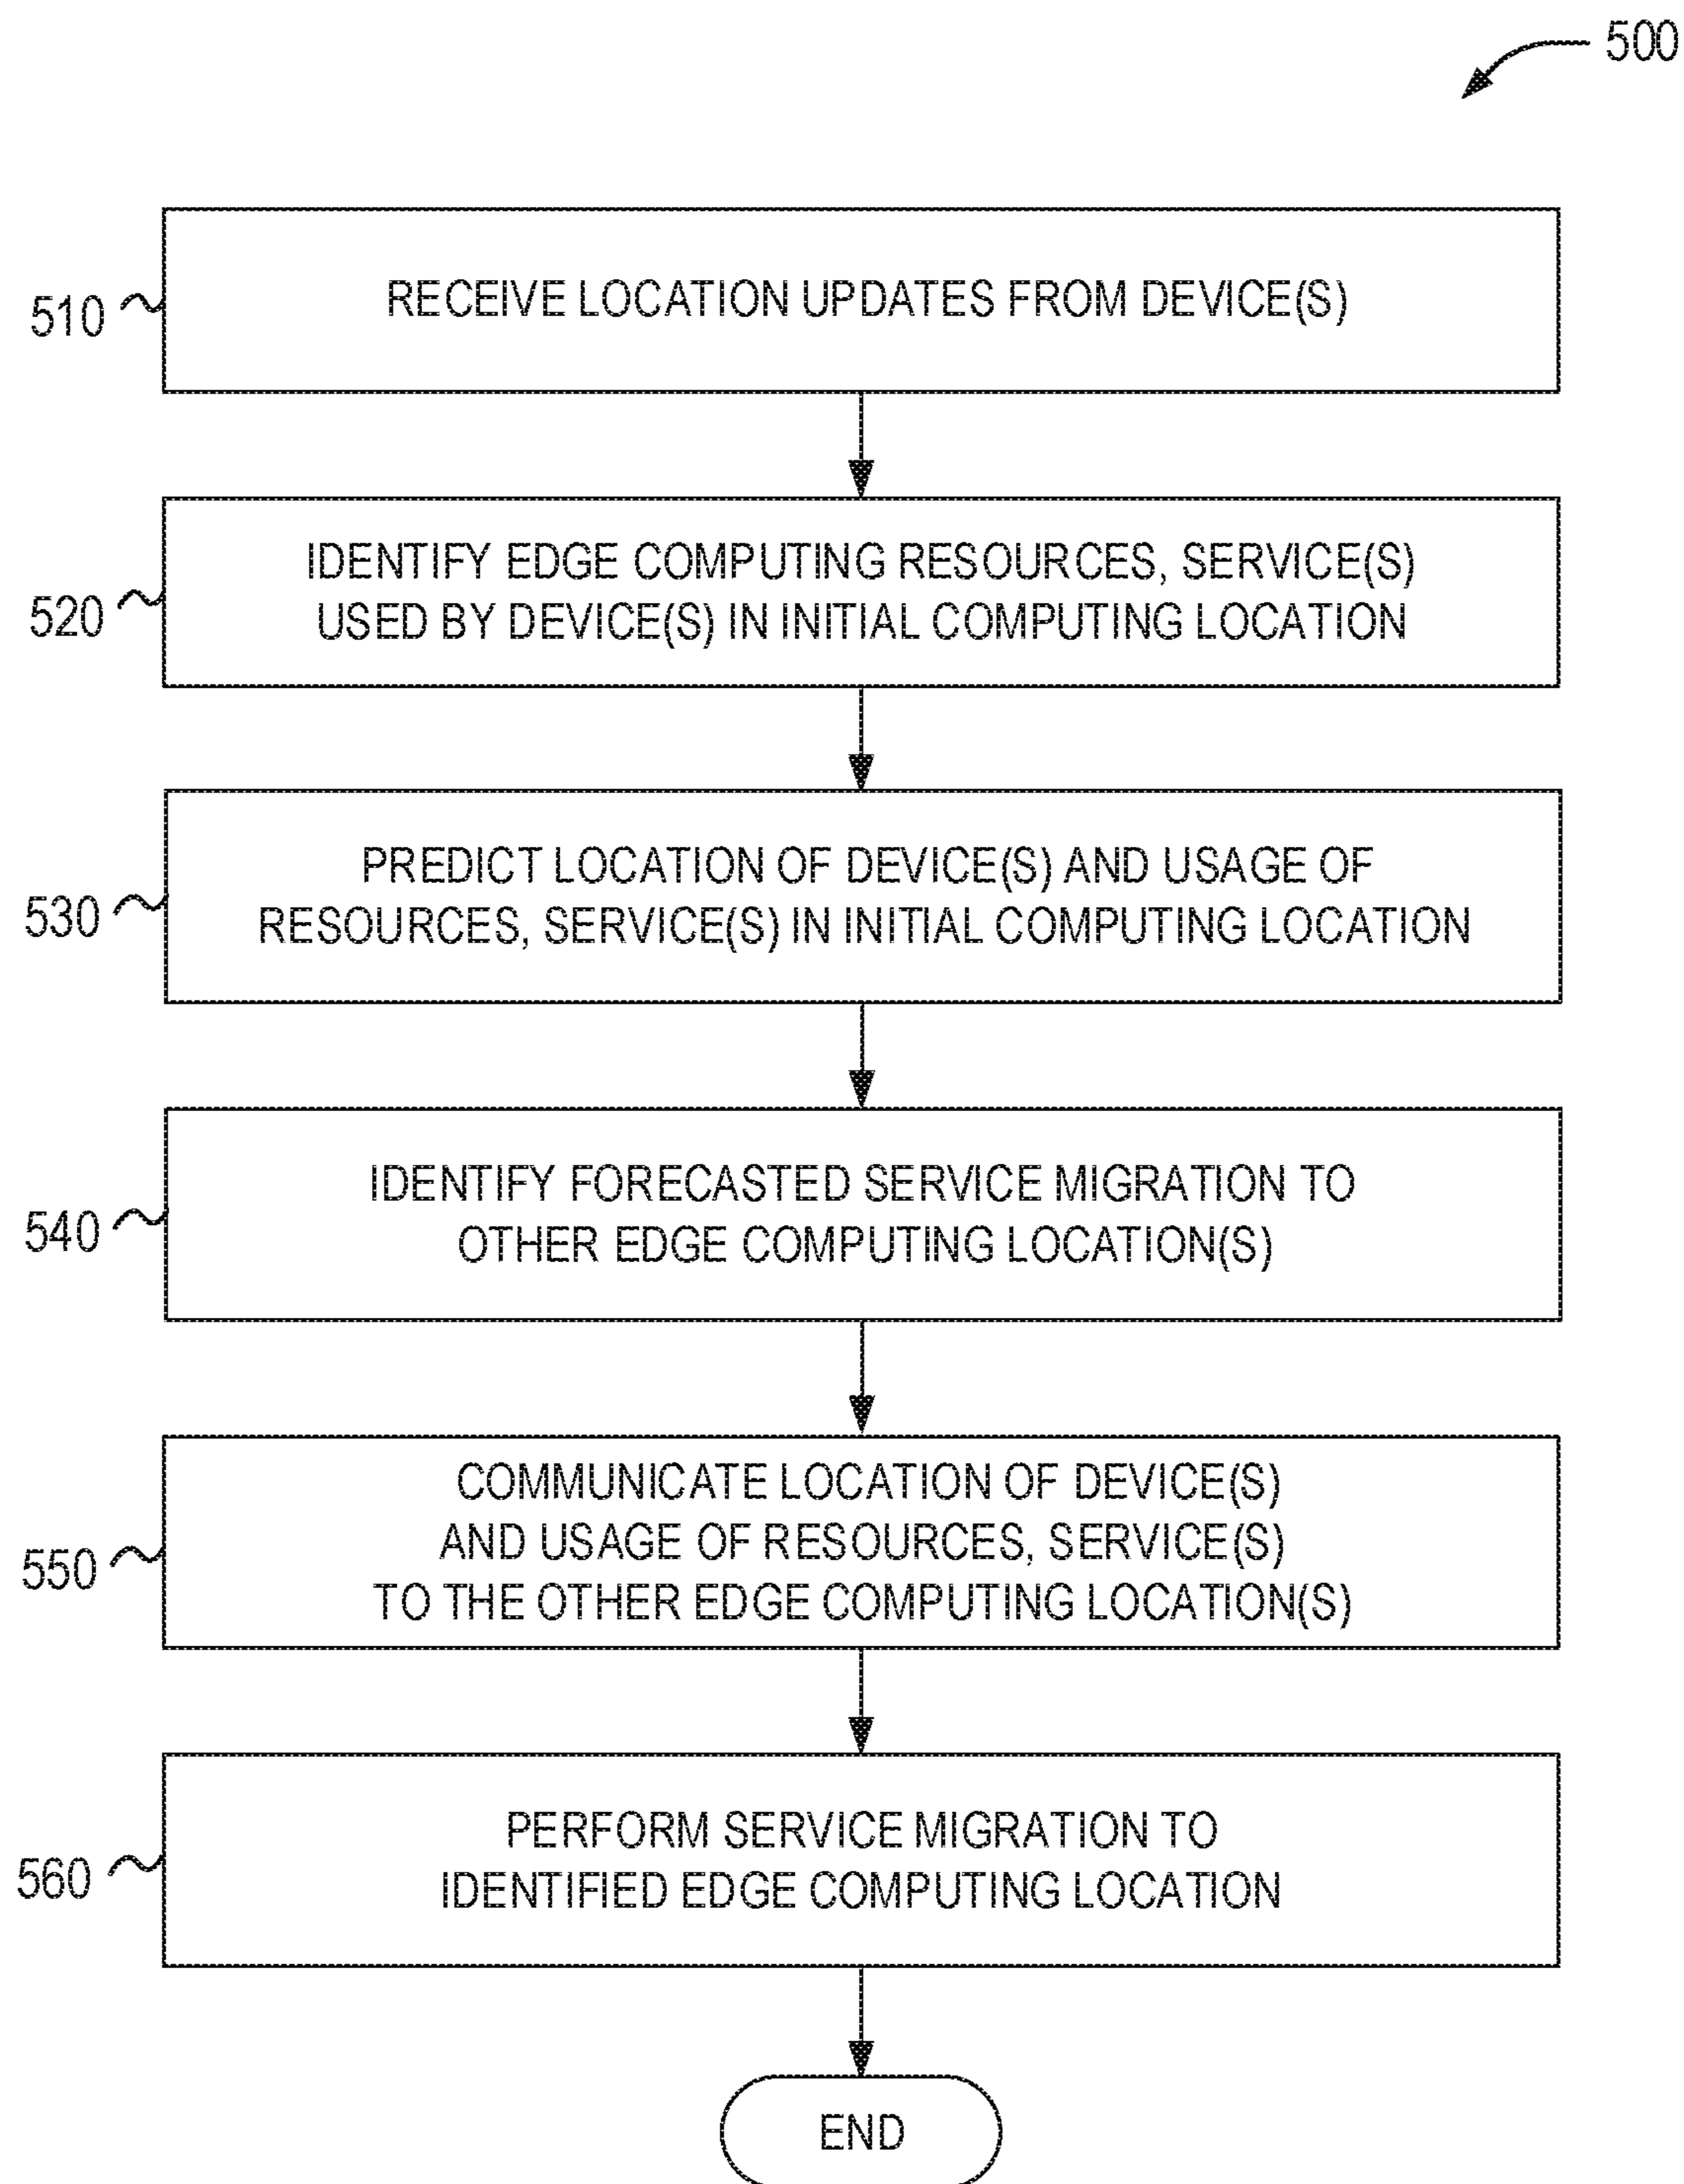 500
510
RECEIVE LOCATION UPDATES FROM DEVICE(S)
520
IDENTIFY EDGE COMPUTING RESOURCES, SERVICE(S)
USED BY DEVICE(S) IN INITIAL COMPUTING LOCATION
530
PREDICT LOCATION OF DEVICE(S) AND USAGE OF
RESOURCES, SERVICE(S) IN INITIAL COMPUTING LOCATION
540
IDENTIFY FORECASTED SERVICE MIGRATION TO
OTHER EDGE COMPUTING LOCATION(S)
550
COMMUNICATE LOCATION OF DEVICE(S)
AND USAGE OF RESOURCES, SERVICE(S)
TO THE OTHER EDGE COMPUTING LOCATION(S)
560
PERFORM SERVICE MIGRATION TO
IDENTIFIED EDGE COMPUTING LOCATION
END